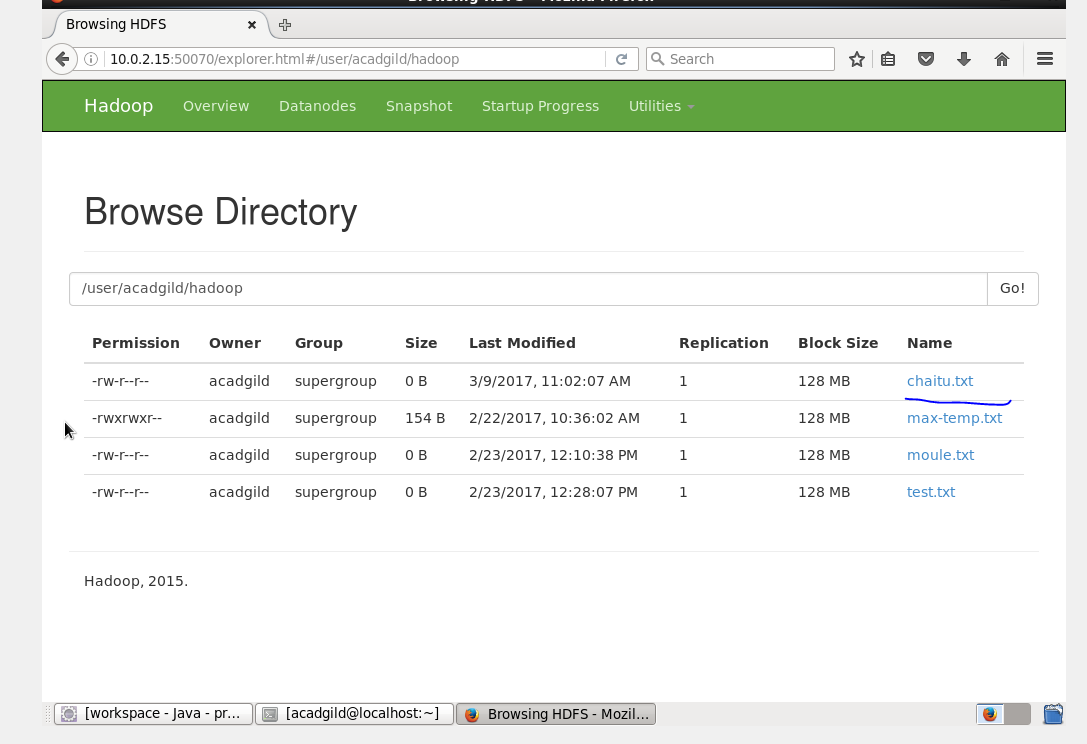 Browsing HDFS - Mozilla Firefox
Browsing HDFS
10.0.2.15:50070/explorer.html#/user/acadgild/hadoop Search
Hadoop Overview Datanodes Snapshot Startup Progress Utilities
Browse Directory
/user/acadgild/hadoop Go!
Permission Owner Group Size Last Modified Replication Block Size Name
-rw-r--r-- acadgild supergroup 0 B 3/9/2017, 11:02:07 AM 1 128 MB chaitu.txt
-rwxrwxr-- acadgild supergroup 154 B 2/22/2017, 10:36:02 AM 1 128 MB max-temp.txt
-rw-r--r-- acadgild supergroup 0 B 2/23/2017, 12:10:38 PM 1 128 MB moule.txt
-rw-r--r-- acadgild supergroup 0 B 2/23/2017, 12:28:07 PM 1 128 MB test.txt
Hadoop, 2015.
[workspace - Java - pr... [acadgild@localhost:~] Browsing HDFS - Mozil...